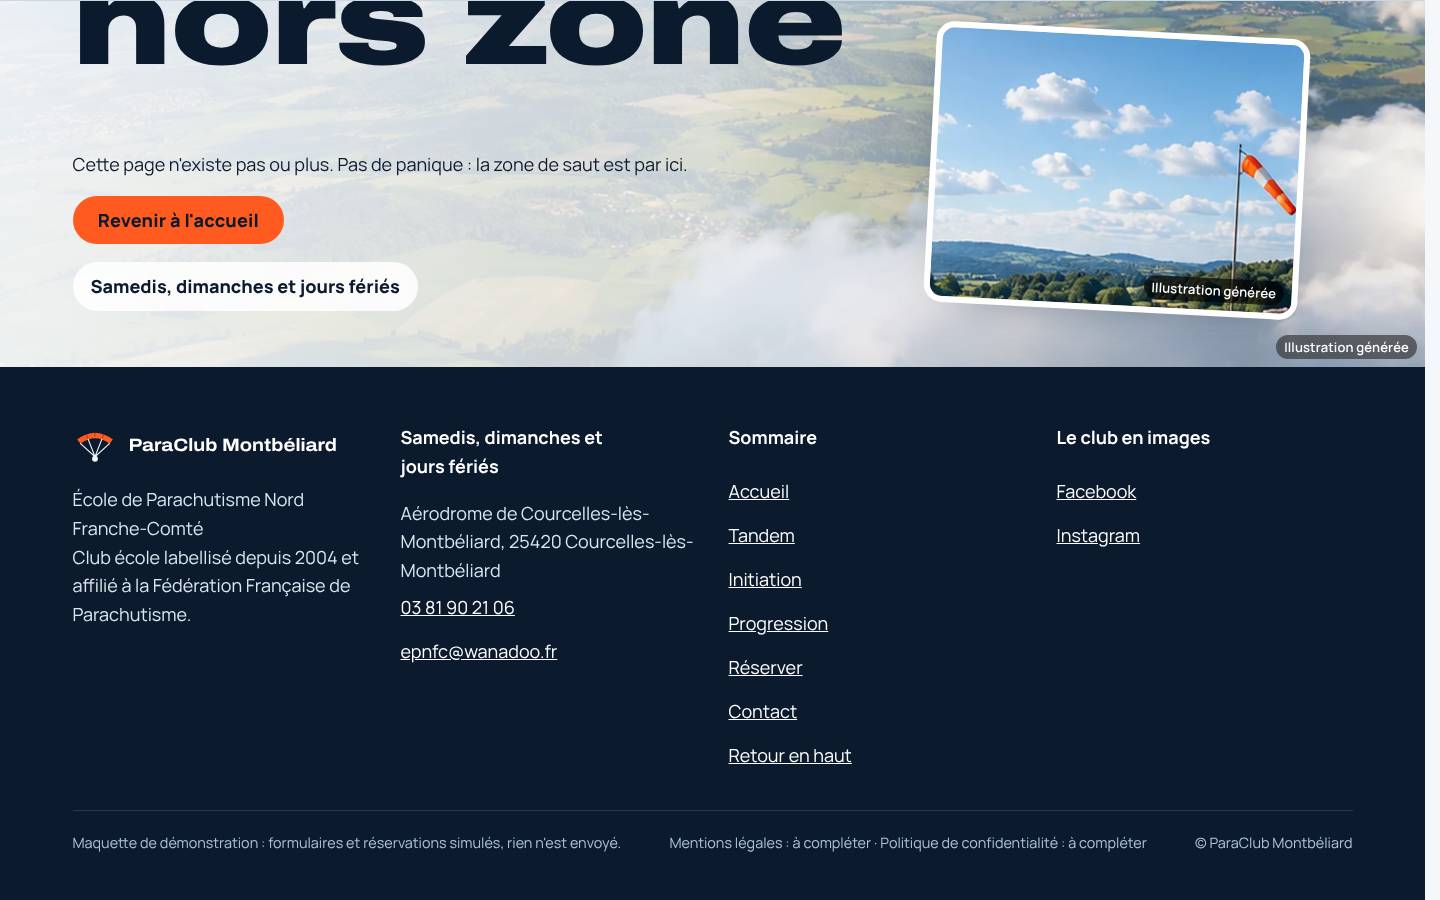 hors zone
Cette page n'existe pas ou plus. Pas de panique : la zone de saut est par ici.
Revenir à l'accueil
Samedis, dimanches et jours fériés
Illustration générée
Illustration générée
ParaClub Montbéliard
École de Parachutisme Nord
Franche-Comté
Club école labellisé depuis 2004 et
affilié à la Fédération Française de
Parachutisme.
Samedis, dimanches et
jours fériés
Aérodrome de Courcelles-lès-
Montbéliard, 25420 Courcelles-lès-
Montbéliard
03 81 90 21 06
epnfc@wanadoo.fr
Sommaire
Accueil
Tandem
Initiation
Progression
Réserver
Contact
Retour en haut
Le club en images
Facebook
Instagram
Maquette de démonstration : formulaires et réservations simulés, rien n'est envoyé.
Mentions légales : à compléter · Politique de confidentialité : à compléter
© ParaClub Montbéliard